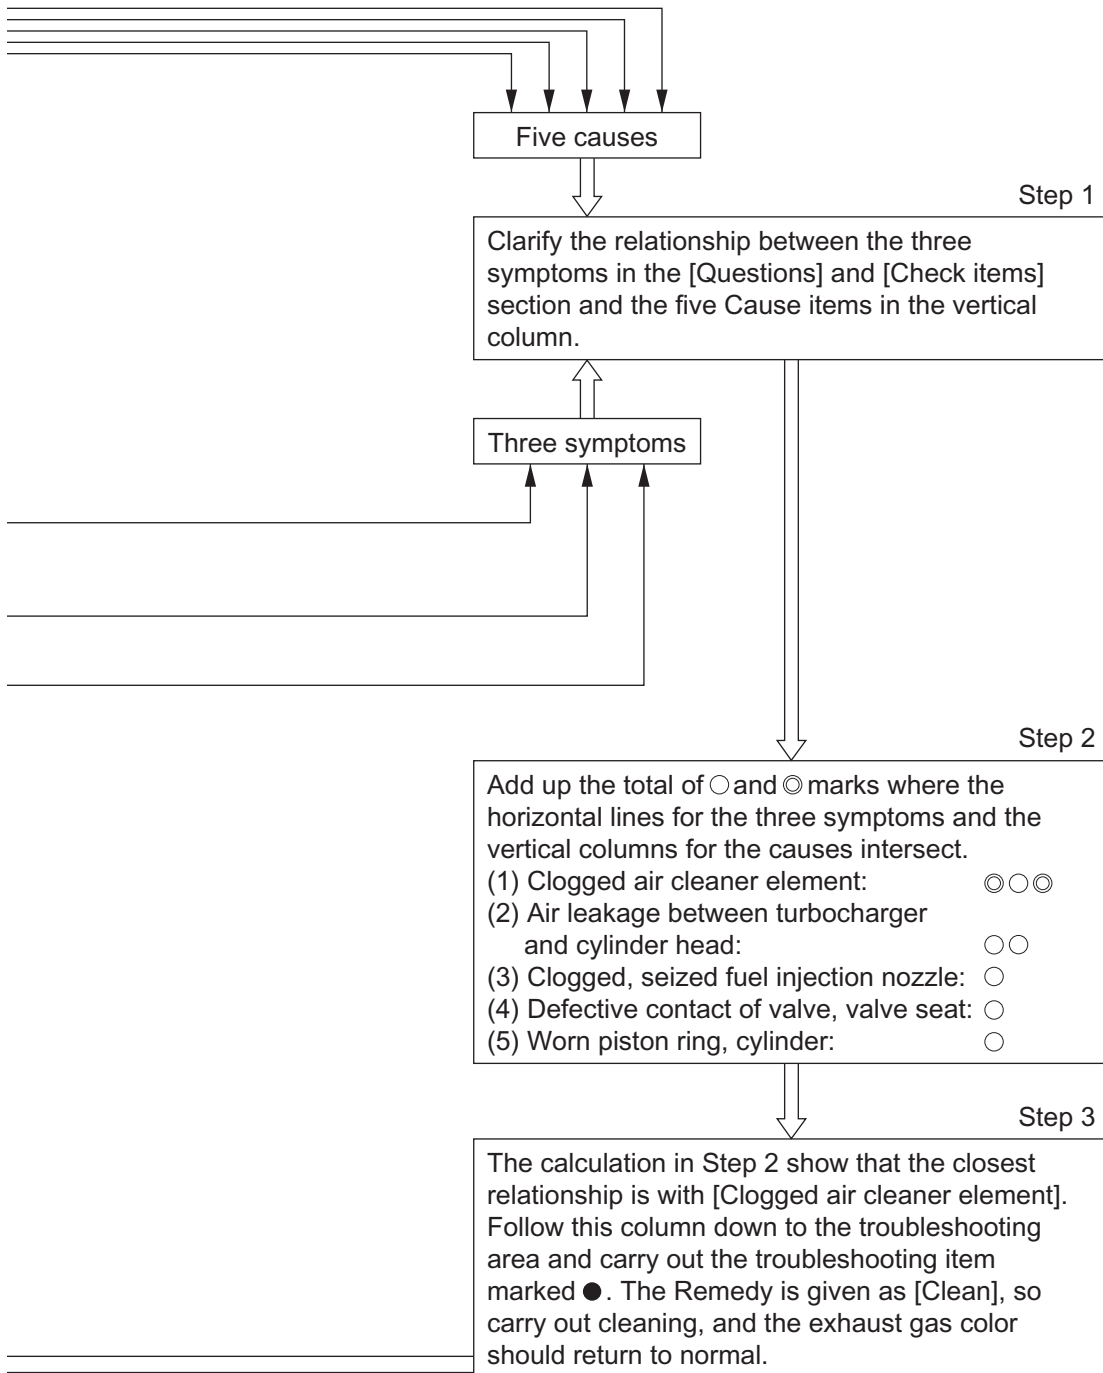 Five causes
Step 1
Clarify the relationship between the three
symptoms in the [Questions] and [Check items]
section and the five Cause items in the vertical
column.
Three symptoms
Step 2
Add up the total of ○ and ◎ marks where the
horizontal lines for the three symptoms and the
vertical columns for the causes intersect.
(1) Clogged air cleaner element: ◎○◎
(2) Air leakage between turbocharger
and cylinder head: ○○
(3) Clogged, seized fuel injection nozzle: ○
(4) Defective contact of valve, valve seat: ○
(5) Worn piston ring, cylinder: ○
Step 3
The calculation in Step 2 show that the closest
relationship is with [Clogged air cleaner element].
Follow this column down to the troubleshooting
area and carry out the troubleshooting item
marked ●. The Remedy is given as [Clean], so
carry out cleaning, and the exhaust gas color
should return to normal.